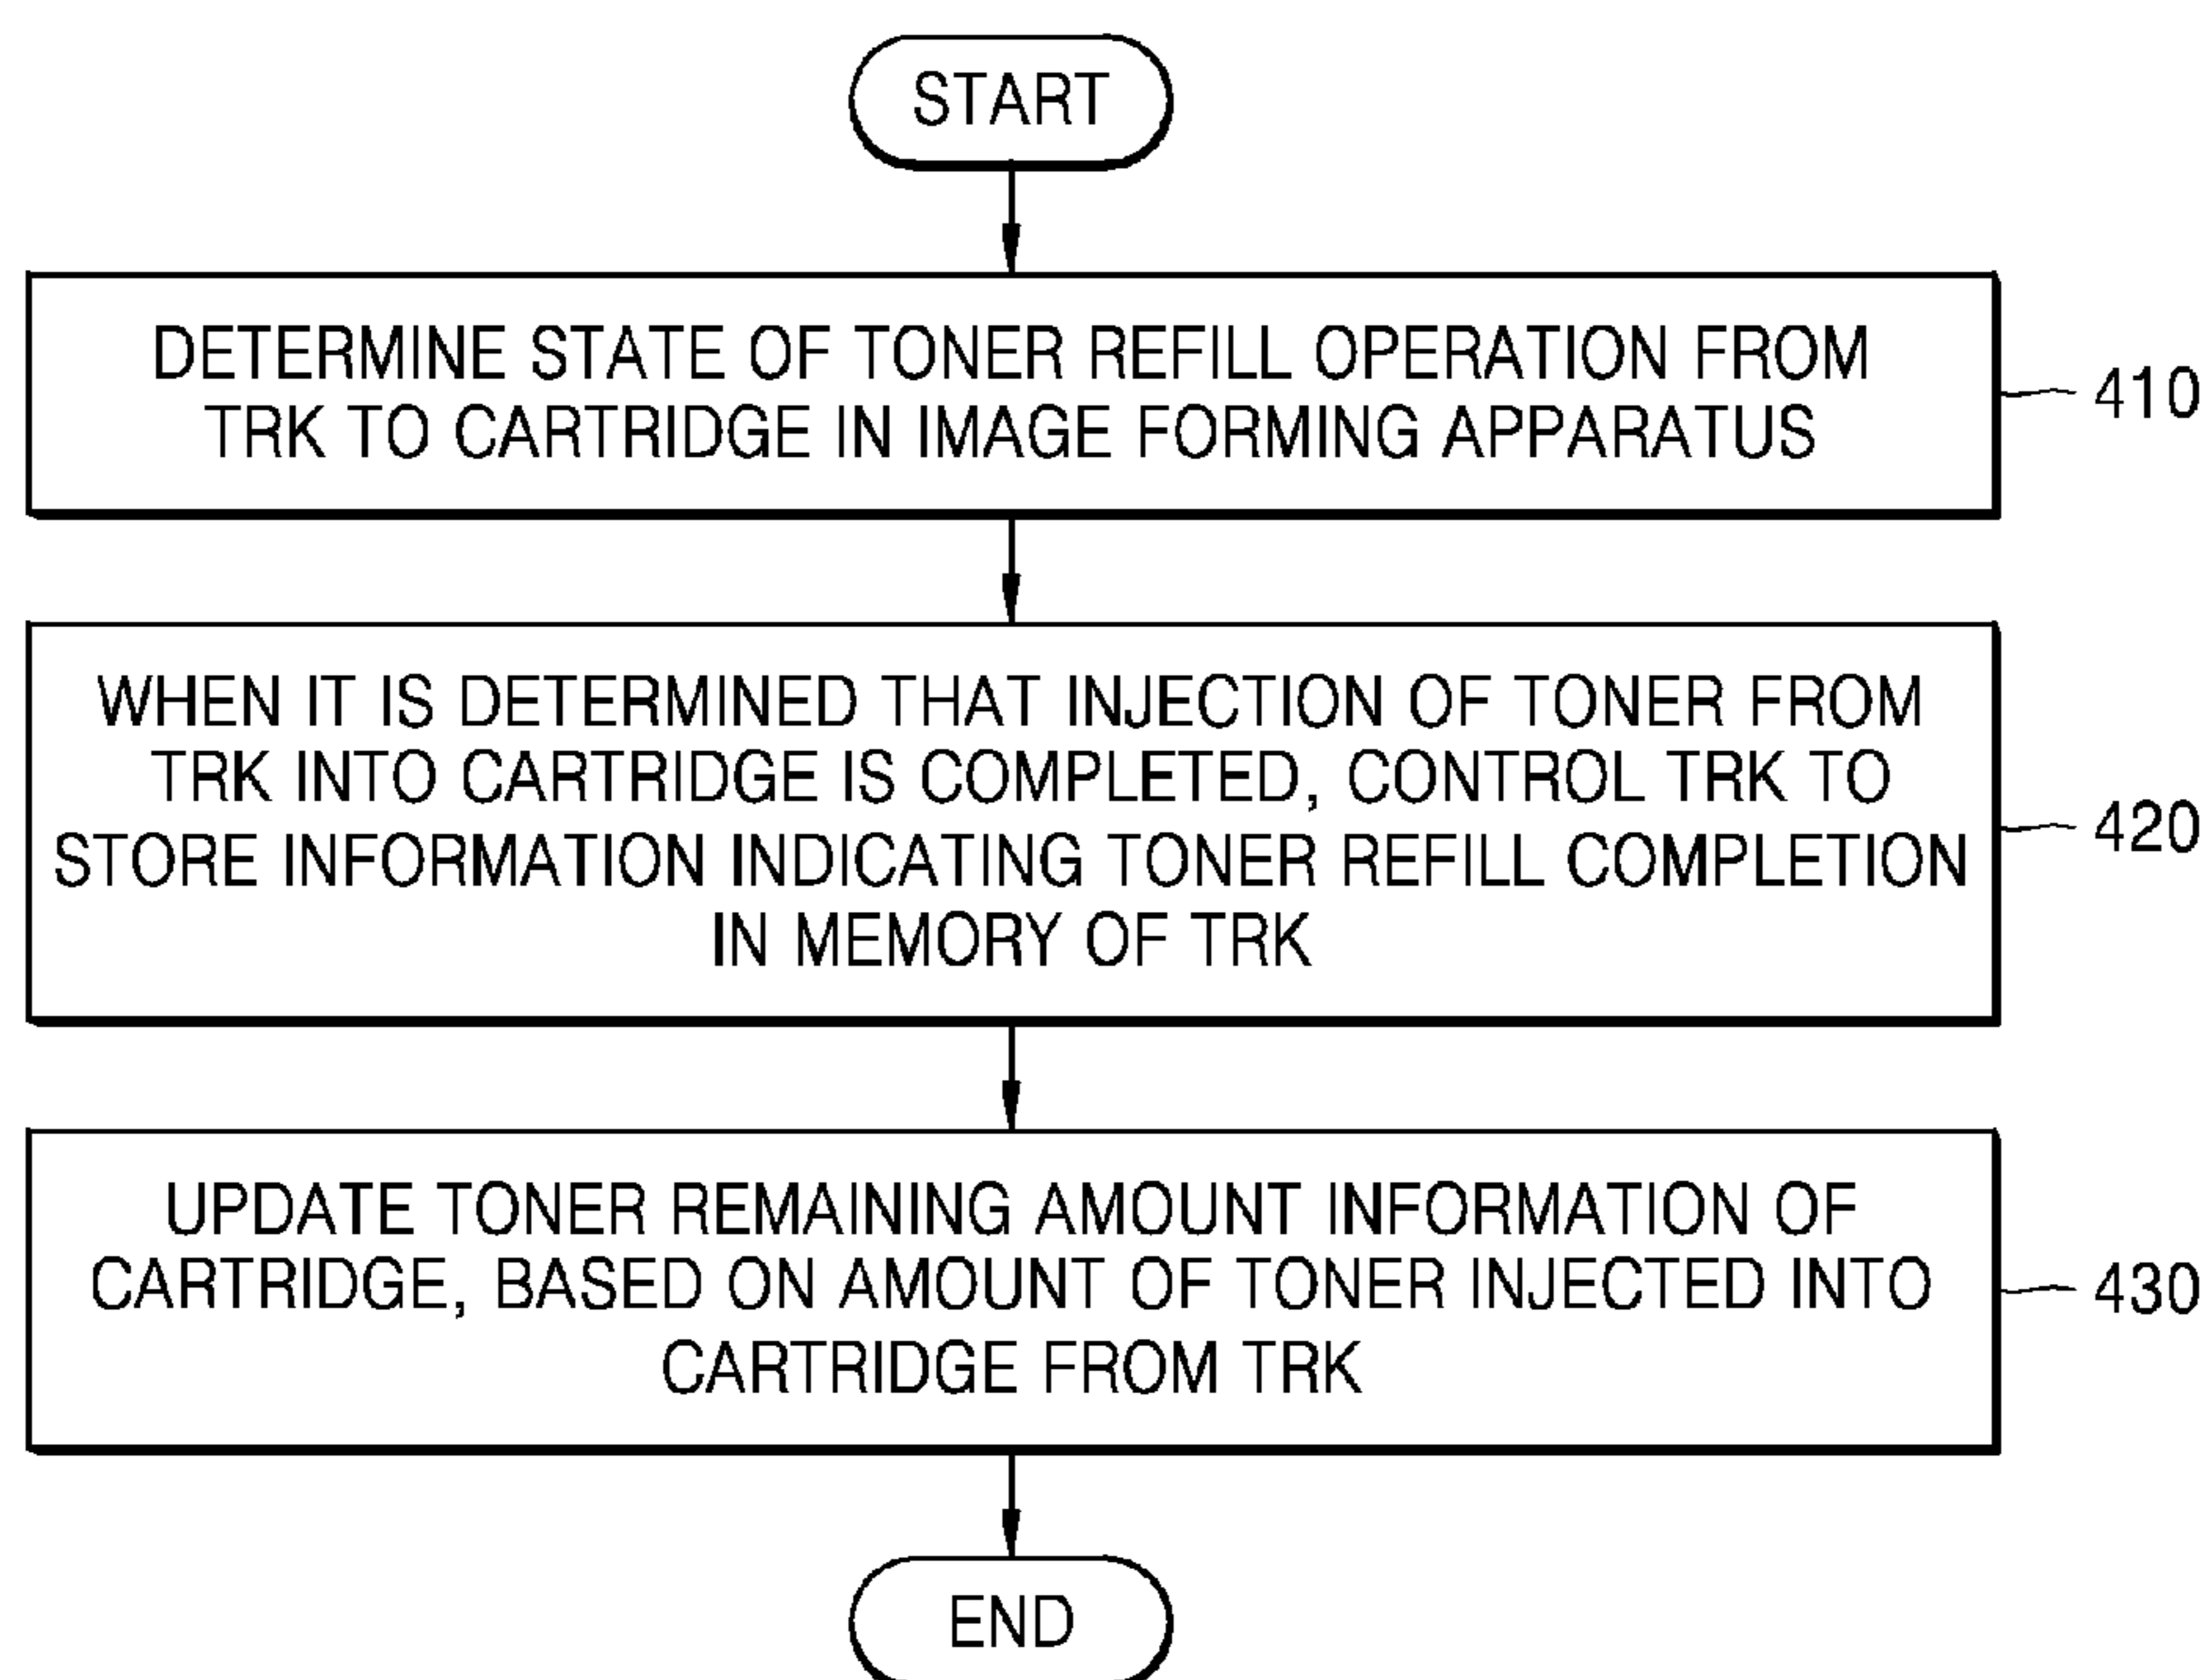 START
DETERMINE STATE OF TONER REFILL OPERATION FROM
TRK TO CARTRIDGE IN IMAGE FORMING APPARATUS
410
WHEN IT IS DETERMINED THAT INJECTION OF TONER FROM
TRK INTO CARTRIDGE IS COMPLETED, CONTROL TRK TO
STORE INFORMATION INDICATING TONER REFILL COMPLETION
IN MEMORY OF TRK
420
UPDATE TONER REMAINING AMOUNT INFORMATION OF
CARTRIDGE, BASED ON AMOUNT OF TONER INJECTED INTO
CARTRIDGE FROM TRK
430
END